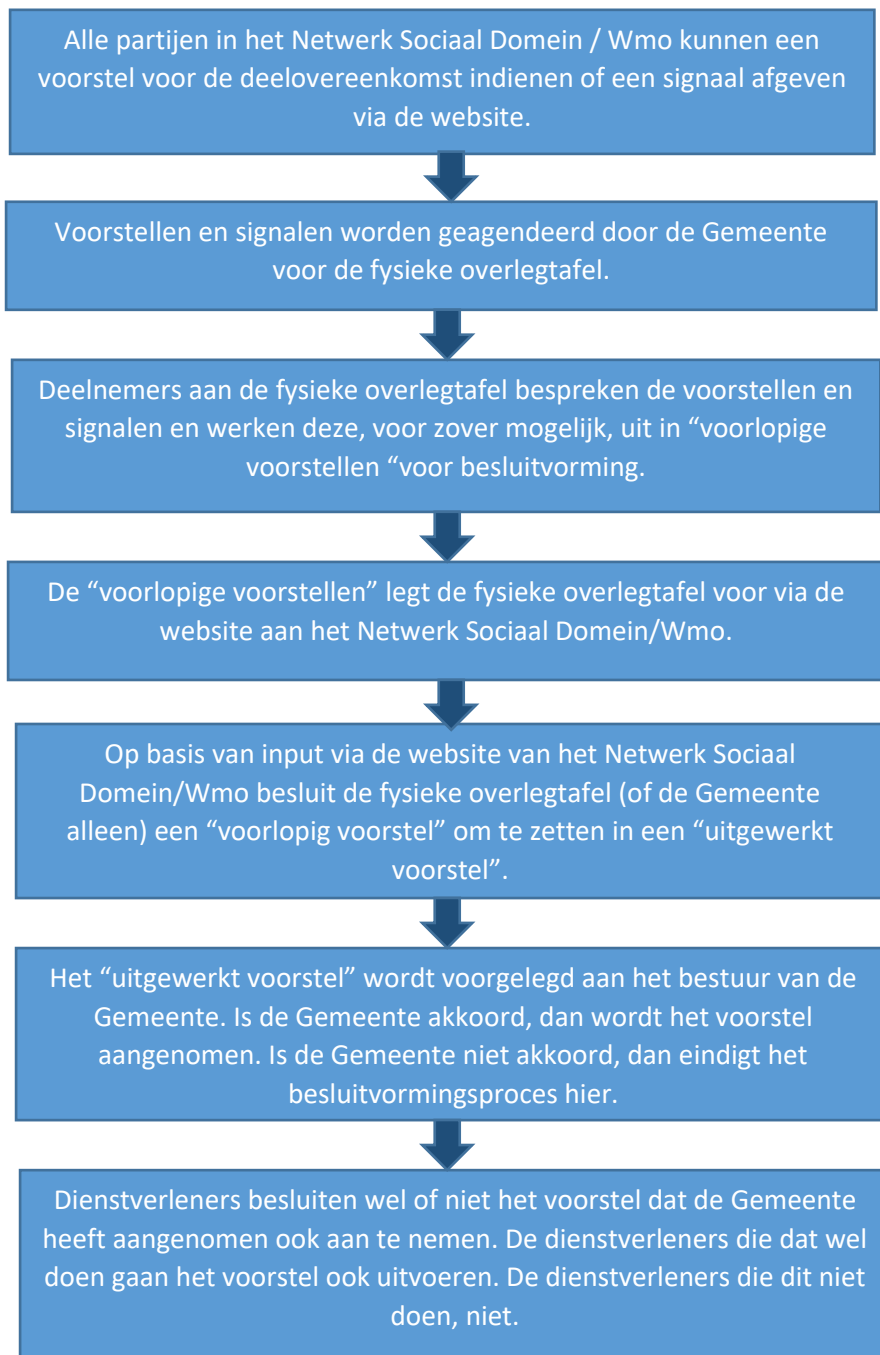 Alle partijen in het Netwerk Sociaal Domein / Wmo kunnen een
voorstel voor de deelovereenkomst indienen of een signaal afgeven
via de website.
Voorstellen en signalen worden geagendeerd door de Gemeente
voor de fysieke overlegtafel.
Deelnemers aan de fysieke overlegtafel bespreken de voorstellen en
signalen en werken deze, voor zover mogelijk, uit in “voorlopige
voorstellen “voor besluitvorming.
De “voorlopige voorstellen” legt de fysieke overlegtafel voor via de
website aan het Netwerk Sociaal Domein/Wmo.
Op basis van input via de website van het Netwerk Sociaal
Domein/Wmo besluit de fysieke overlegtafel (of de Gemeente
alleen) een “voorlopig voorstel” om te zetten in een “uitgewerkt
voorstel”.
Het “uitgewerkt voorstel” wordt voorgelegd aan het bestuur van de
Gemeente. Is de Gemeente akkoord, dan wordt het voorstel
aangenomen. Is de Gemeente niet akkoord, dan eindigt het
besluitvormingsproces hier.
Dienstverleners besluiten wel of niet het voorstel dat de Gemeente
heeft aangenomen ook aan te nemen. De dienstverleners die dat wel
doen gaan het voorstel ook uitvoeren. De dienstverleners die dit niet
doen, niet.